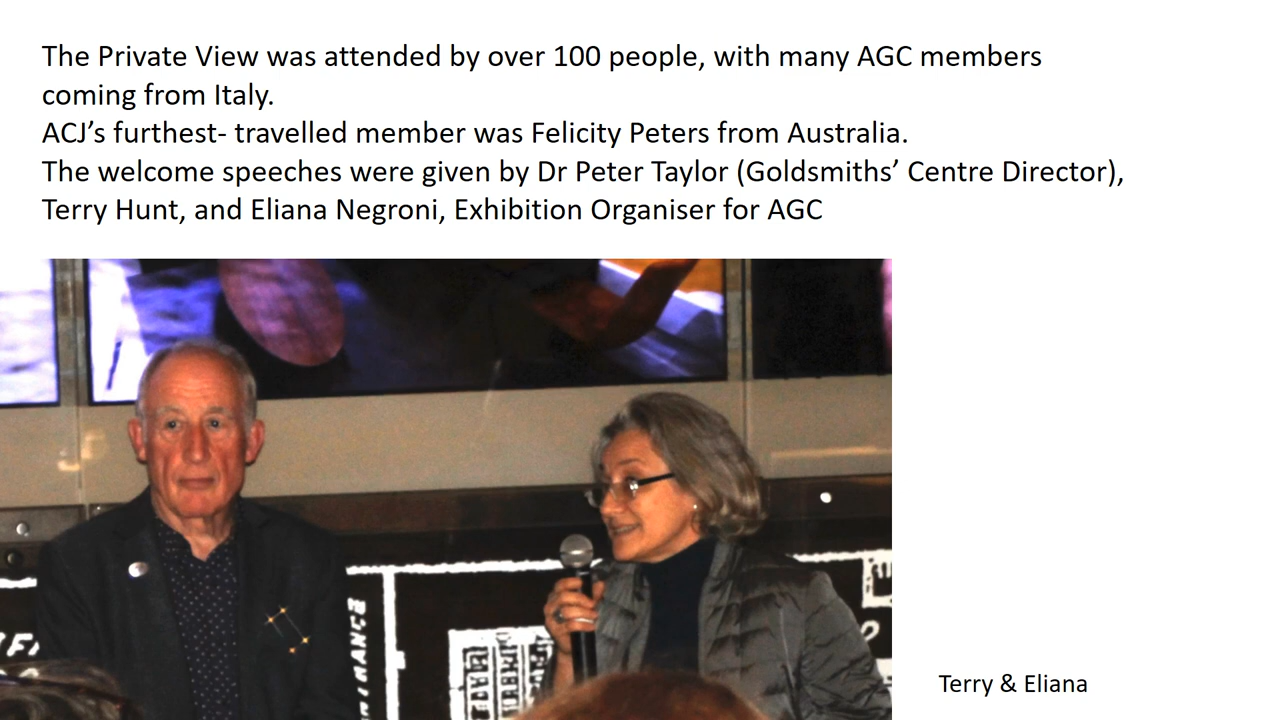 The Private View was attended by over 100 people, with many AGC members
coming from Italy.
ACJ’s furthest- travelled member was Felicity Peters from Australia.
The welcome speeches were given by Dr Peter Taylor (Goldsmiths’ Centre Director),
Terry Hunt, and Eliana Negroni, Exhibition Organiser for AGC
Terry & Eliana